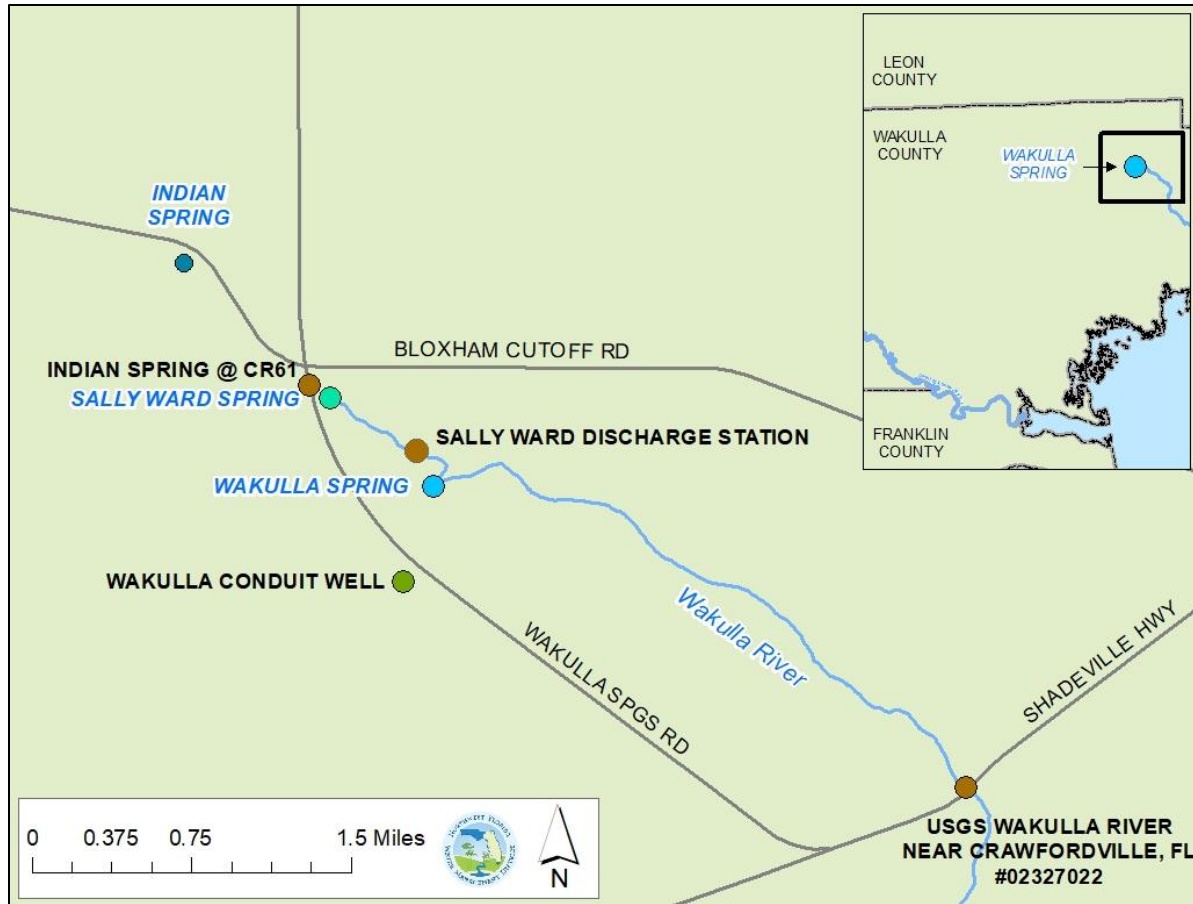 LEON
COUNTY
WAKULLA
COUNTY
WAKULLA
SPRING
FRANKLIN
COUNTY
INDIAN
SPRING
BLOXHAM CUTOFF RD
INDIAN SPRING @ CR61
SALLY WARD SPRING
SALLY WARD DISCHARGE STATION
WAKULLA SPRING
WAKULLA CONDUIT WELL
Wakulla River
WAKULLA SPGS RD
SHADEVILLE HWY
USGS WAKULLA RIVER
NEAR CRAWFORDVILLE, FL
#02327022
0 0.375 0.75 1.5 Miles
N